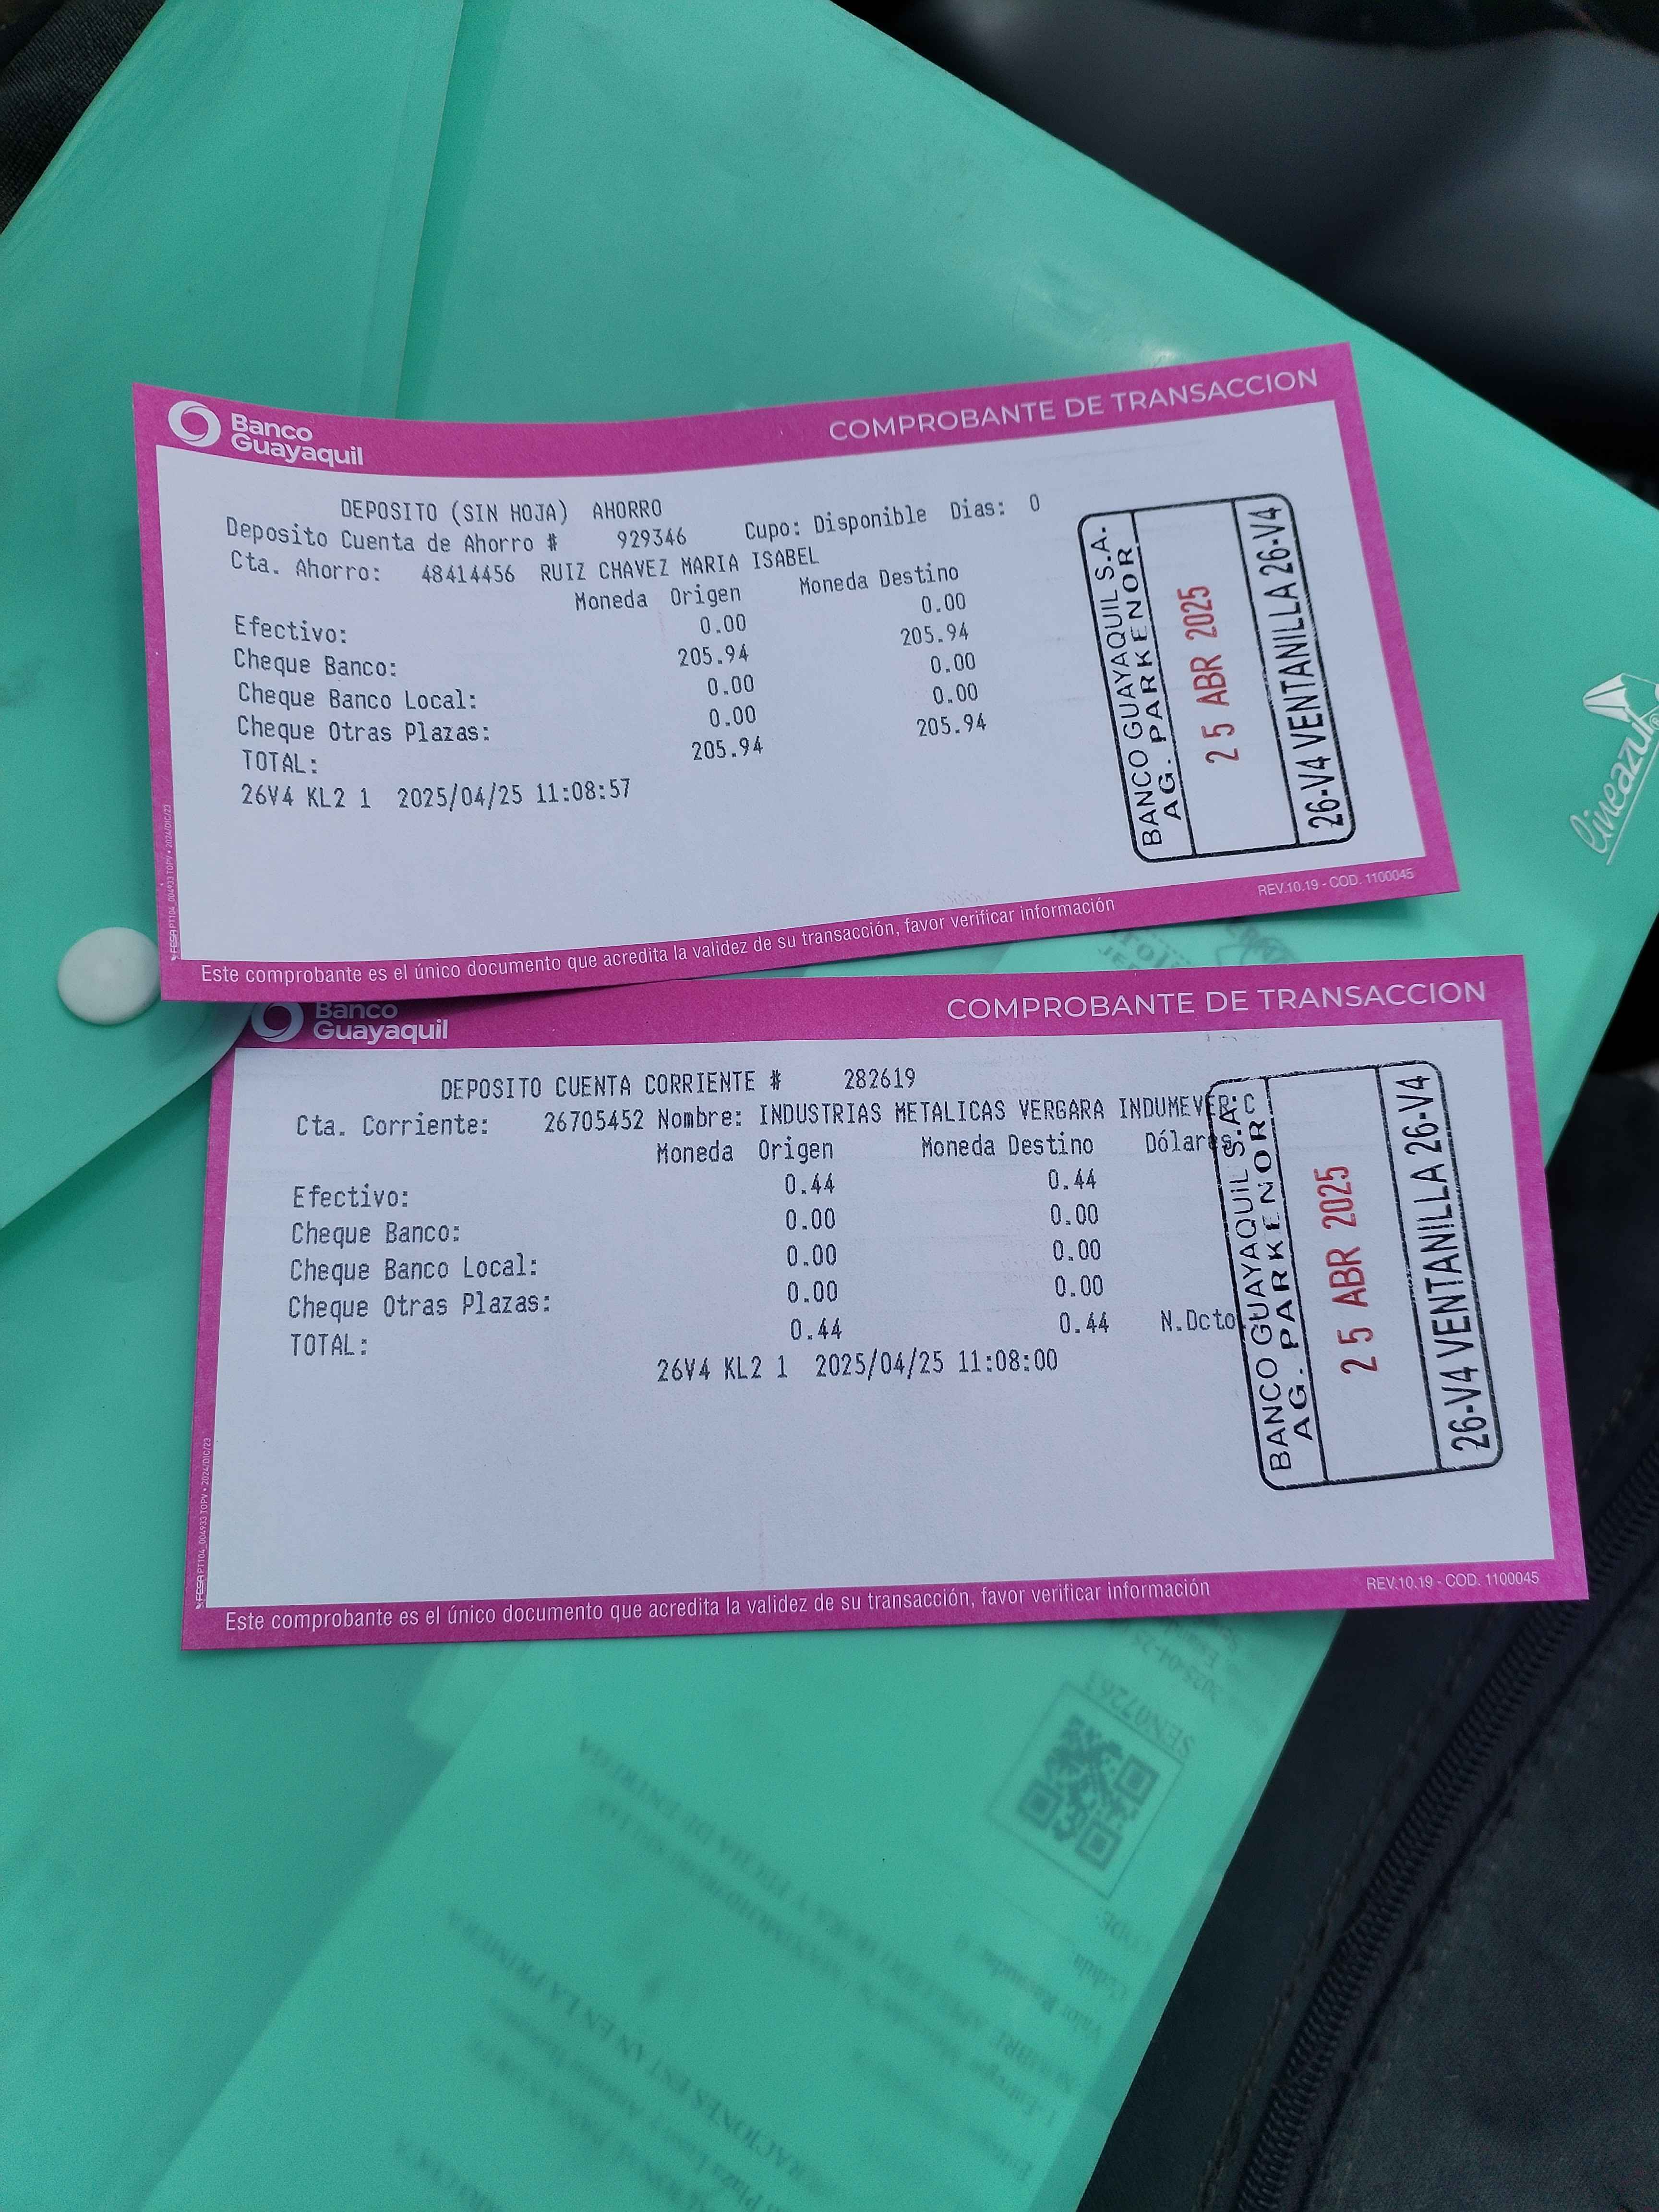 Banco
Guayaquil
COMPROBANTE DE TRANSACCION
DEPOSITO (SIN HOJA) AHORRO
Deposito Cuenta de Ahorro # 929346 Cupo: Disponible Dias: 0
Cta. Ahorro: 48414456 RUIZ CHAVEZ MARIA ISABEL
Moneda Origen Moneda Destino
Efectivo: 0.00 0.00
Cheque Banco: 205.94 205.94
Cheque Banco Local: 0.00 0.00
Cheque Otras Plazas: 0.00 0.00
TOTAL: 205.94 205.94
26V4 KL2 1 2025/04/25 11:08:57
BANCO GUAYAQUIL S.A.
AG. PARKENOR
25 ABR 2025
26-V4 VENTANILLA 26-V4
REV.10.19 - COD. 1100045
Este comprobante es el único documento que acredita la validez de su transacción, favor verificar información
lineazul
Banco
Guayaquil
COMPROBANTE DE TRANSACCION
DEPOSITO CUENTA CORRIENTE # 282619
Cta. Corriente: 26705452 Nombre: INDUSTRIAS METALICAS VERGARA INDUMEVER C
Moneda Origen Moneda Destino Dólares
Efectivo: 0.44 0.44
Cheque Banco: 0.00 0.00
Cheque Banco Local: 0.00 0.00
Cheque Otras Plazas: 0.00 0.00
TOTAL: 0.44 0.44 N.Dcto
26V4 KL2 1 2025/04/25 11:08:00
BANCO GUAYAQUIL S.A.
AG. PARKENOR
25 ABR 2025
26-V4 VENTANILLA 26-V4
REV.10.19 - COD. 1100045
Este comprobante es el único documento que acredita la validez de su transacción, favor verificar información
SEN077263